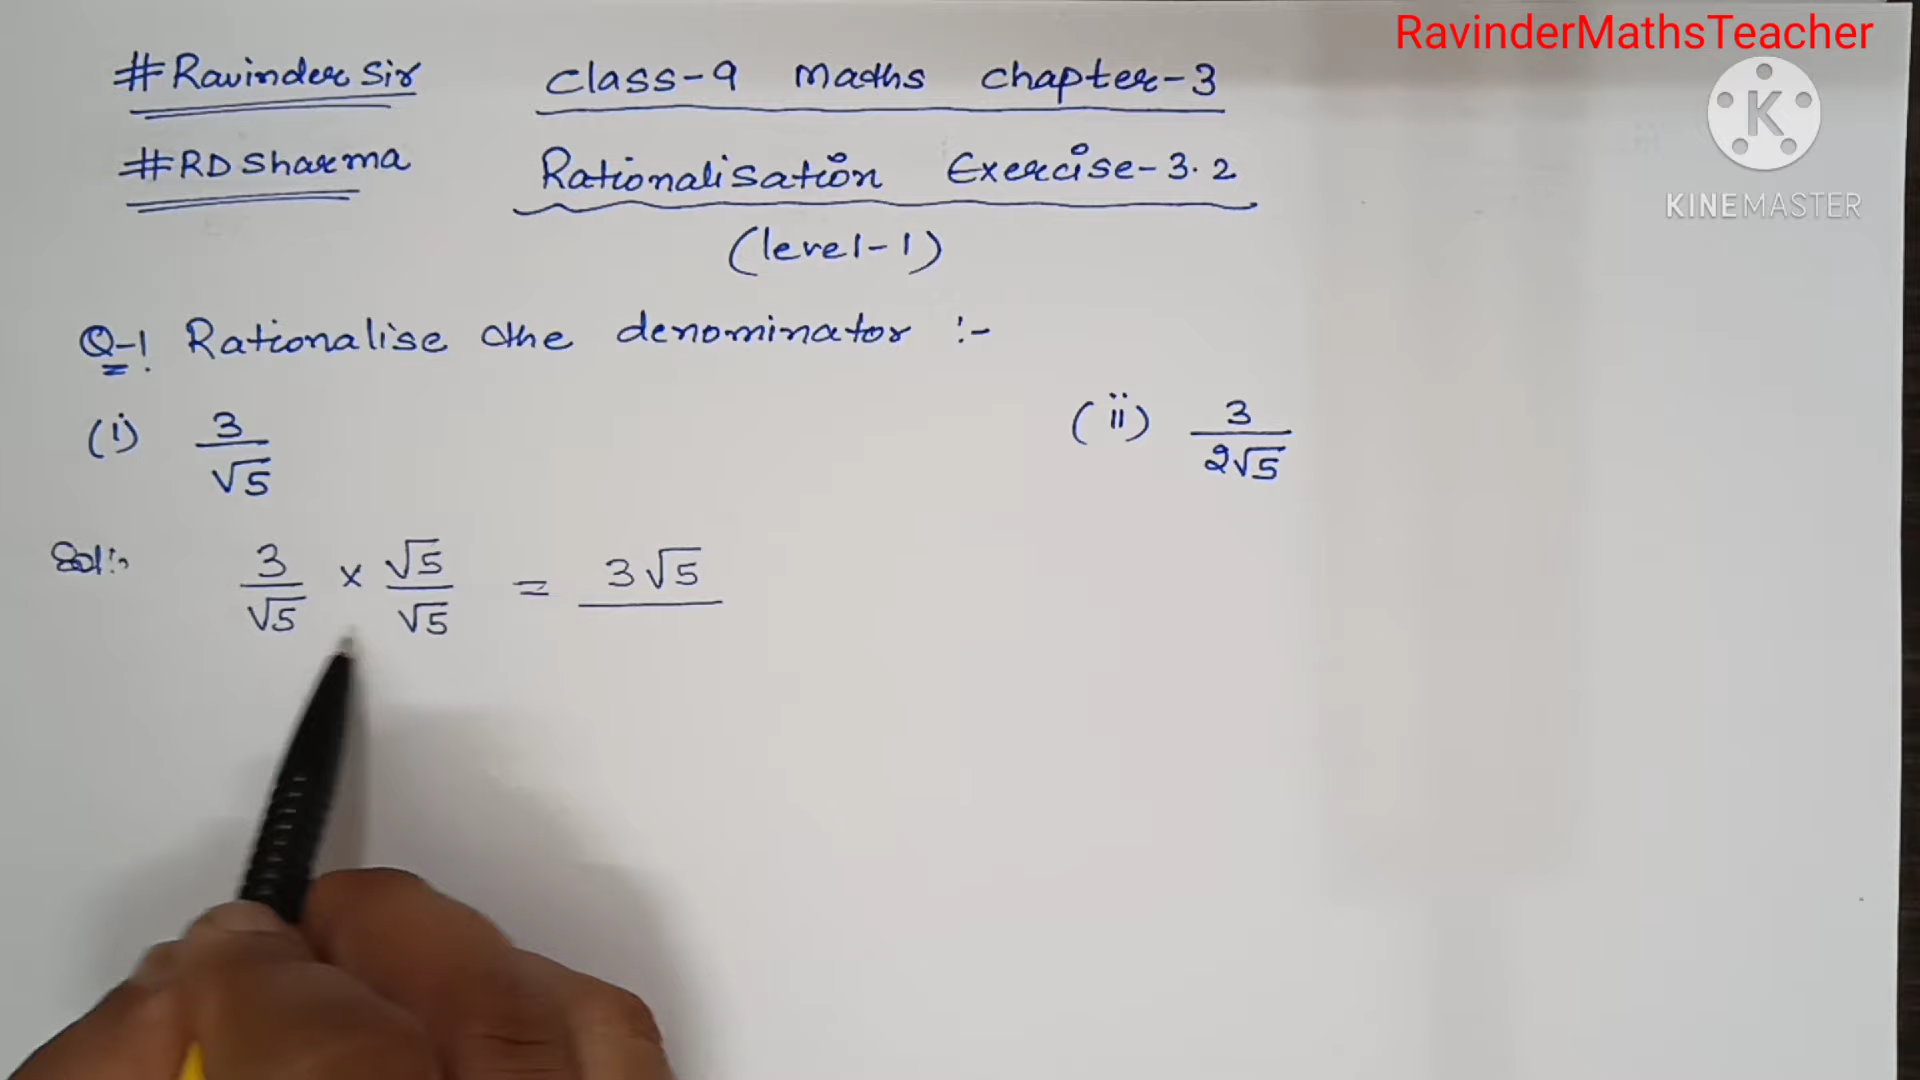 RavinderMathsTeacher
#Ravinder Sir
Class-9 Maths Chapter-3
K
KINEMASTER
#RD Sharma
Rationalisation Exercise-3.2
(level-1)
Q-1. Rationalise the denominator :-
(i) 3/√5
(ii) 3/2√5
Sol:- 3/√5 × √5/√5 = 3√5